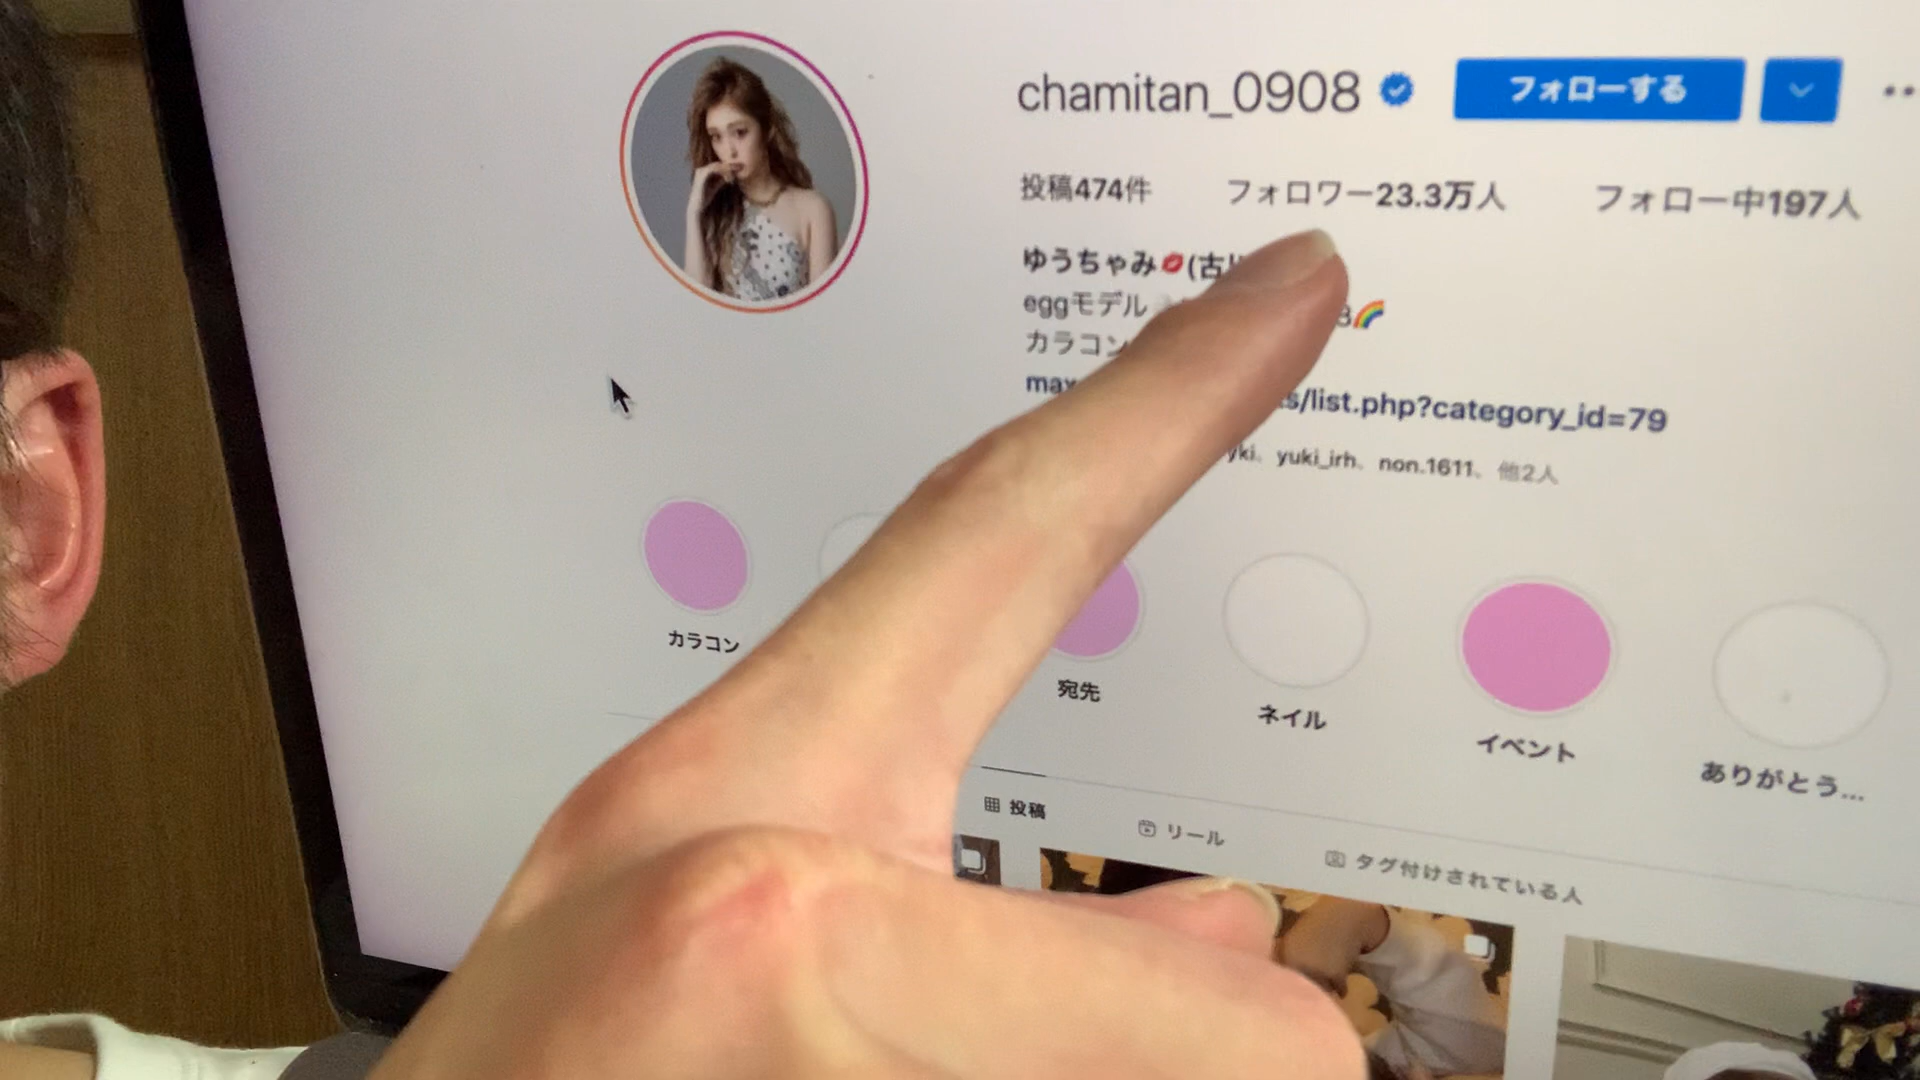 chamitan_0908 フォローする
投稿474件 フォロワー23.3万人 フォロー中197人
ゆうちゃみ💋(古
eggモデル 🌈
カラコン
max s/list.php?category_id=79
yki、yuki_irh、non.1611、他2人
カラコン 宛先 ネイル イベント ありがとう...
投稿 リール タグ付けされている人